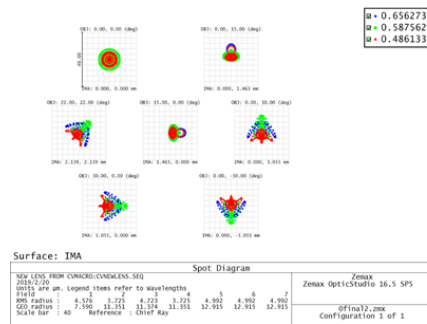 0.656273
0.587562
0.486133
OBJ: 0.00, 0.00 (deg)
OBJ: 0.00, 15.00 (deg)
40.00
IMA: 0.000, 0.000 mm
IMA: 0.000, 1.463 mm
OBJ: 22.00, 22.00 (deg)
OBJ: 15.00, 0.00 (deg)
OBJ: 0.00, 30.00 (deg)
IMA: 2.139, 2.139 mm
IMA: 1.463, 0.000 mm
IMA: 0.000, 3.055 mm
OBJ: 30.00, 0.00 (deg)
OBJ: 0.00, -30.00 (deg)
IMA: 3.055, 0.000 mm
IMA: 0.000, -3.055 mm
Surface: IMA
Spot Diagram
NEW LENS FROM CVMACRO:CVNEWLENS.SEQ
2019/2/20
Units are µm. Legend items refer to Wavelengths
Field : 1 2 3 4 5 6 7
RMS radius : 4.576 3.725 4.723 3.725 4.992 4.992 4.992
GEO radius : 7.590 11.351 11.374 11.351 12.915 12.915 12.915
Scale bar : 40 Reference : Chief Ray
Zemax
Zemax OpticStudio 16.5 SP5
0final2.zmx
Configuration 1 of 1